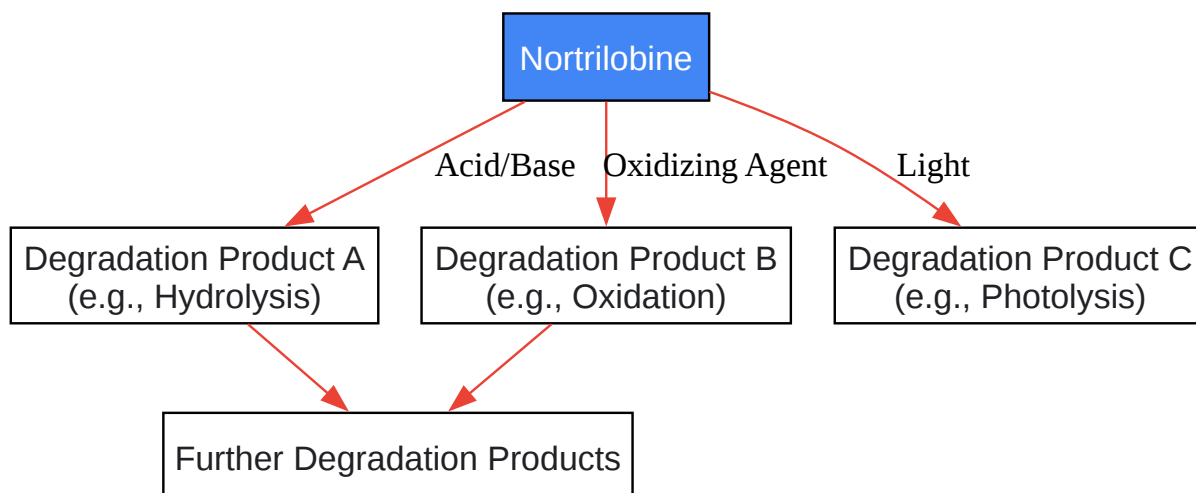 Nortrilobine
Acid/Base
Oxidizing Agent
Light
Degradation Product A
(e.g., Hydrolysis)
Degradation Product B
(e.g., Oxidation)
Degradation Product C
(e.g., Photolysis)
Further Degradation Products